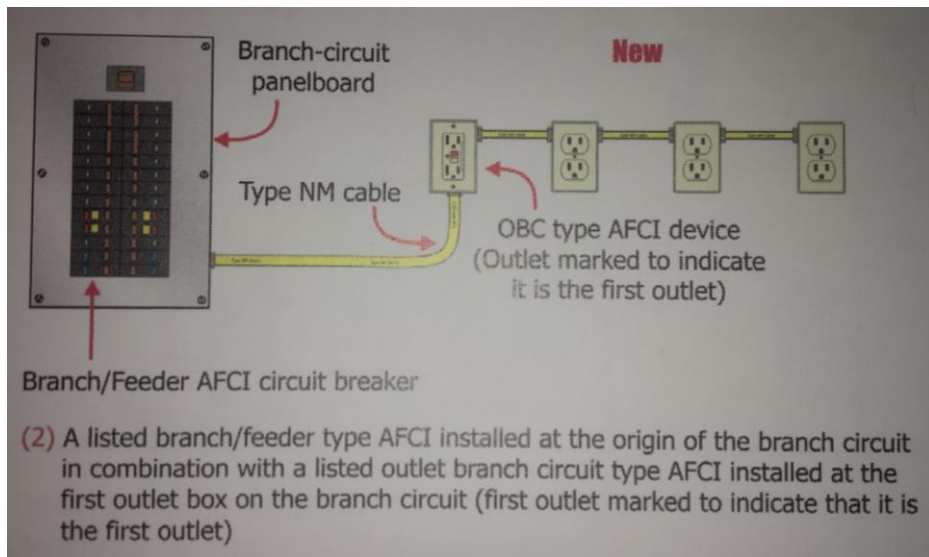 Branch-circuit
panelboard
New
Type NM cable
OBC type AFCI device
(Outlet marked to indicate
it is the first outlet)
Branch/Feeder AFCI circuit breaker
(2) A listed branch/feeder type AFCI installed at the origin of the branch circuit
in combination with a listed outlet branch circuit type AFCI installed at the
first outlet box on the branch circuit (first outlet marked to indicate that it is
the first outlet)